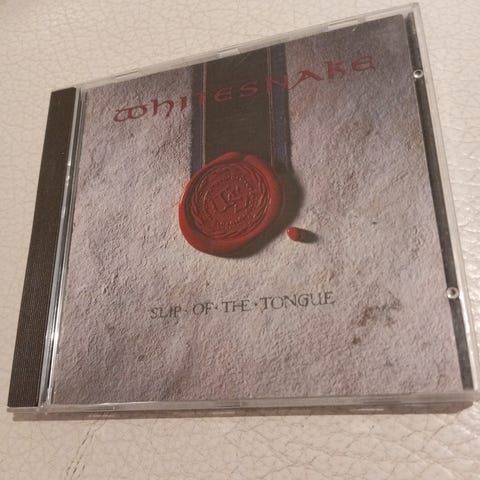 WHITESNAKE
SLIP · OF · THE · TONGUE